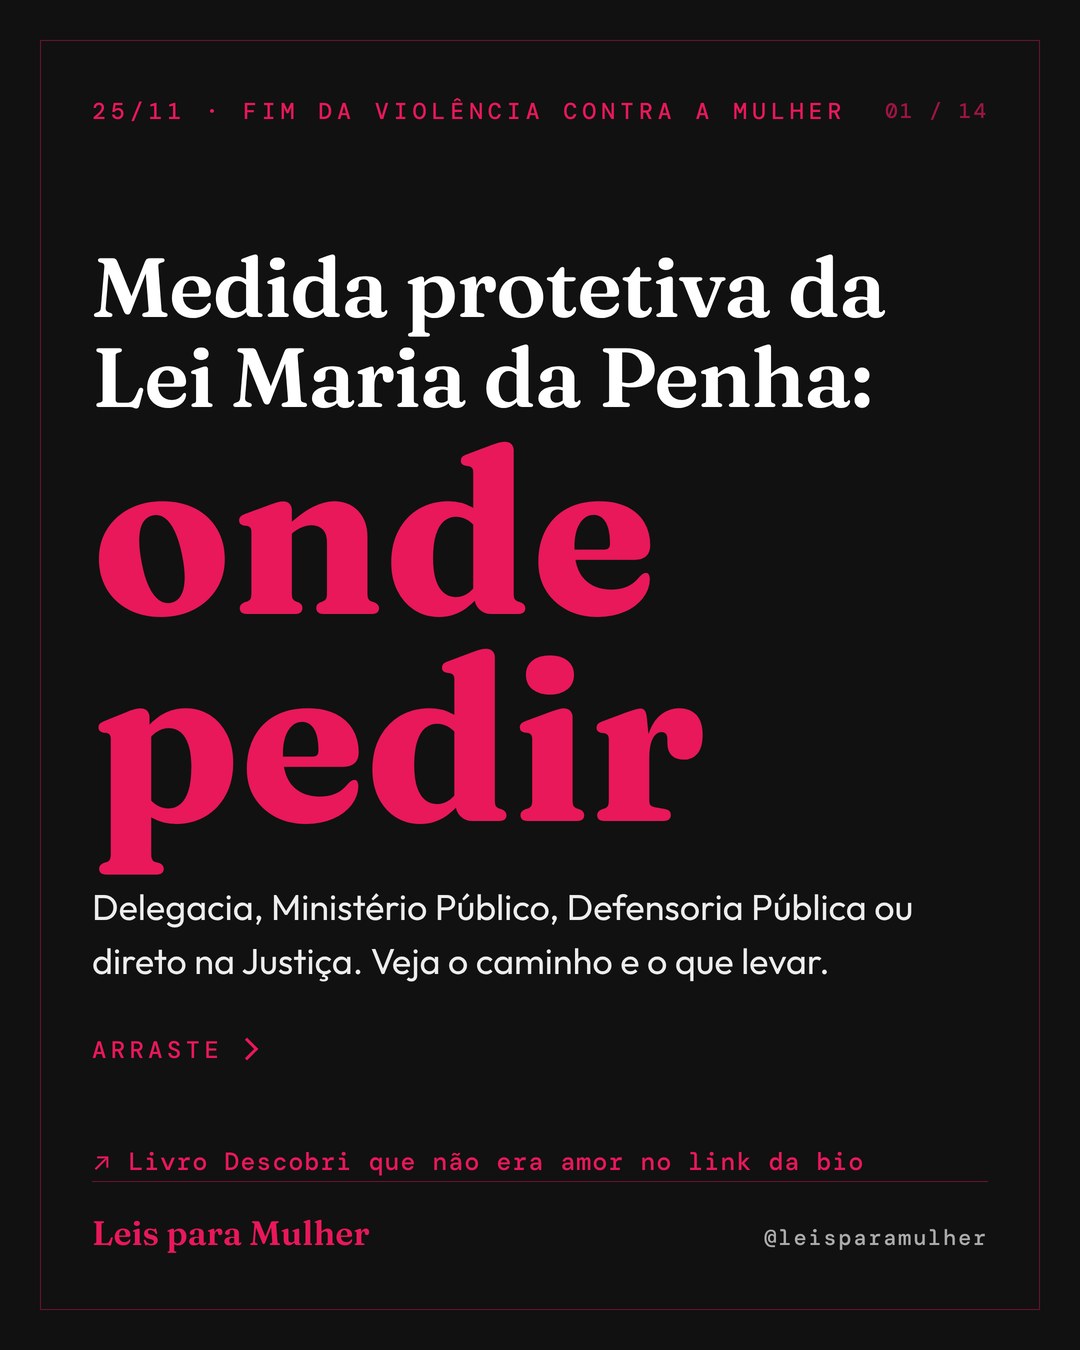 25/11 · FIM DA VIOLÊNCIA CONTRA A MULHER 01 / 14
Medida protetiva da
Lei Maria da Penha:
onde
pedir
Delegacia, Ministério Público, Defensoria Pública ou
direto na Justiça. Veja o caminho e o que levar.
ARRASTE >
↗ Livro Descobri que não era amor no link da bio
Leis para Mulher @leisparamulher